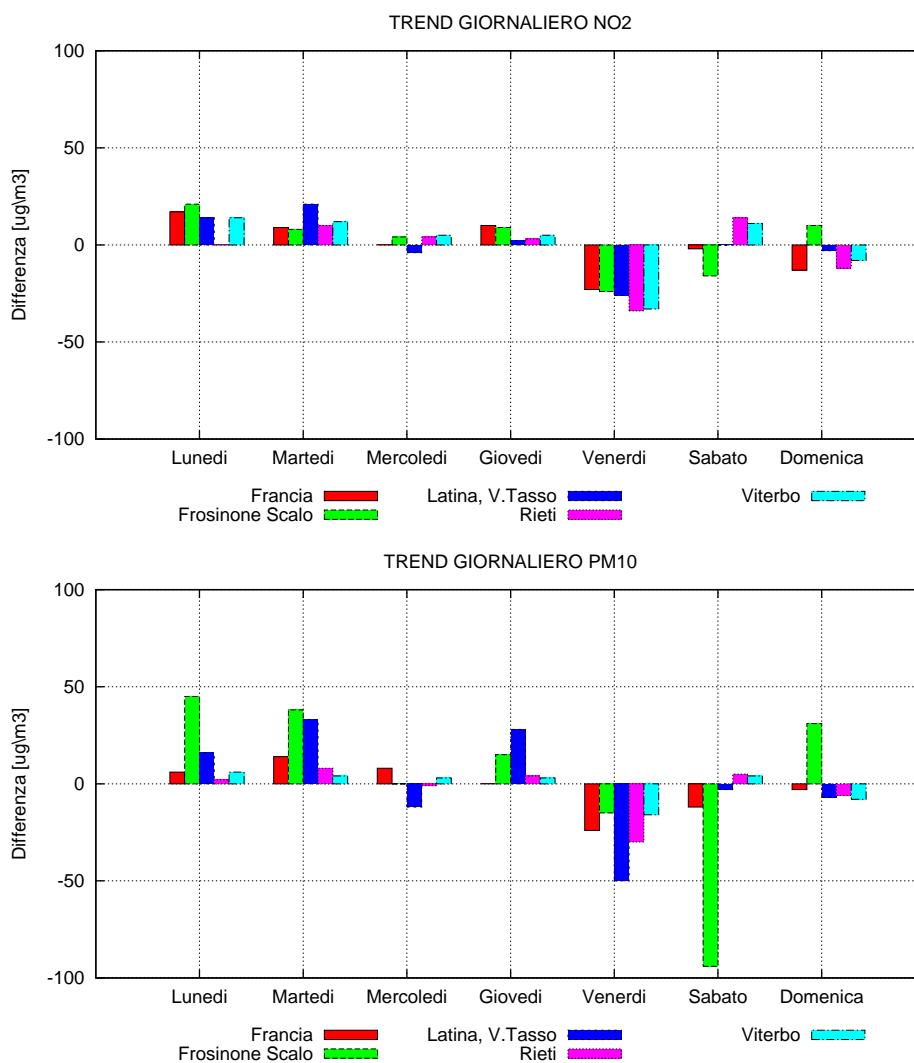 TREND GIORNALIERO NO2
100
50
0
-50
-100
Differenza [ug\m3]
Lunedi Martedi Mercoledi Giovedi Venerdi Sabato Domenica
Francia Latina, V.Tasso Viterbo
Frosinone Scalo Rieti
TREND GIORNALIERO PM10
100
50
0
-50
-100
Differenza [ug\m3]
Lunedi Martedi Mercoledi Giovedi Venerdi Sabato Domenica
Francia Latina, V.Tasso Viterbo
Frosinone Scalo Rieti